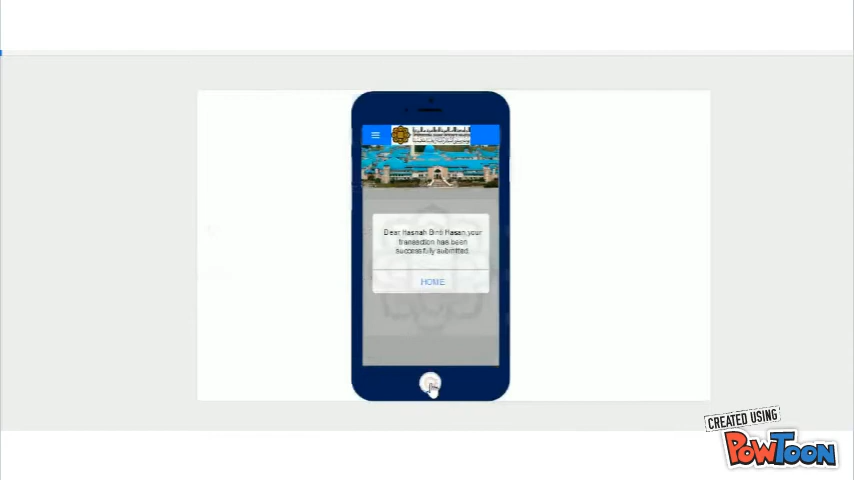 Dear Hasnah Binti Hasan, your
transaction has been
successfully submitted.
HOME
CREATED USING
POWTOON